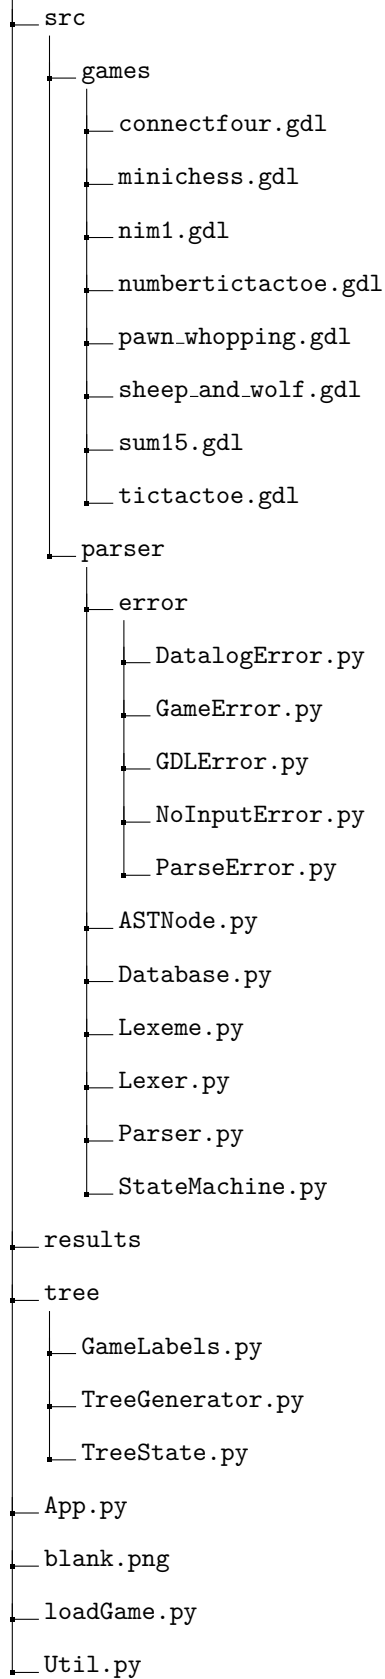 src
games
connectfour.gdl
minichess.gdl
nim1.gdl
numbertictactoe.gdl
pawn_whopping.gdl
sheep_and_wolf.gdl
sum15.gdl
tictactoe.gdl
parser
error
DatalogError.py
GameError.py
GDLError.py
NoInputError.py
ParseError.py
ASTNode.py
Database.py
Lexeme.py
Lexer.py
Parser.py
StateMachine.py
results
tree
GameLabels.py
TreeGenerator.py
TreeState.py
App.py
blank.png
loadGame.py
Util.py